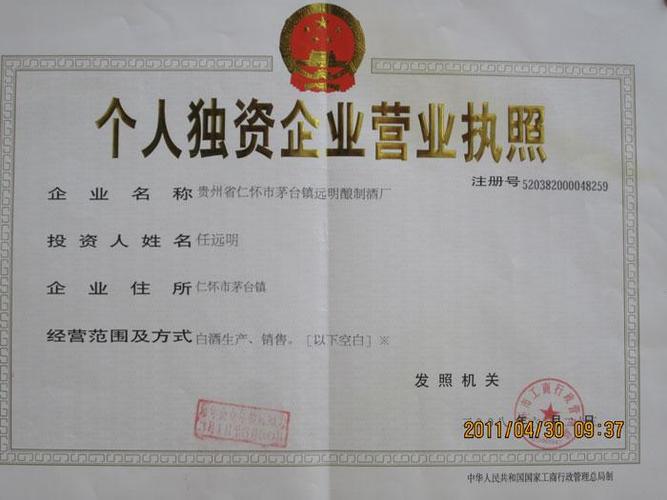 个人独资企业营业执照
注册号520382000048259
企业名称 贵州省仁怀市茅台镇远明酿制酒厂
投资人姓名 任远明
企业住所 仁怀市茅台镇
经营范围及方式 白酒生产、销售。[以下空白]※
发照机关
年 月 日
2011/04/30 09:37
中华人民共和国国家工商行政管理总局制